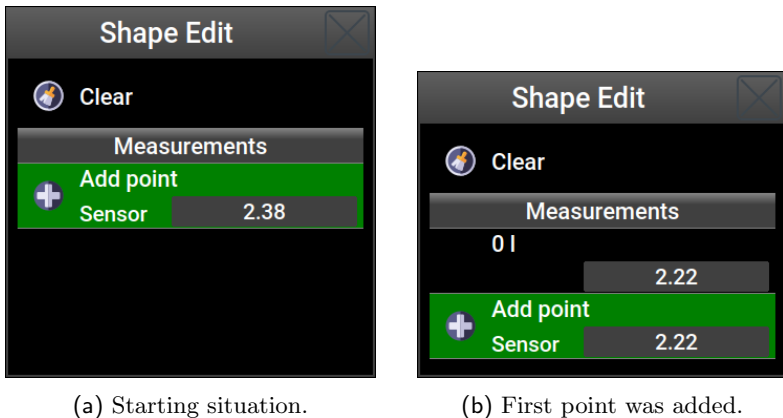 Shape Edit
Clear
Measurements
Add point
Sensor 2.38
(a) Starting situation.
Shape Edit
Clear
Measurements
0 l
2.22
Add point
Sensor 2.22
(b) First point was added.